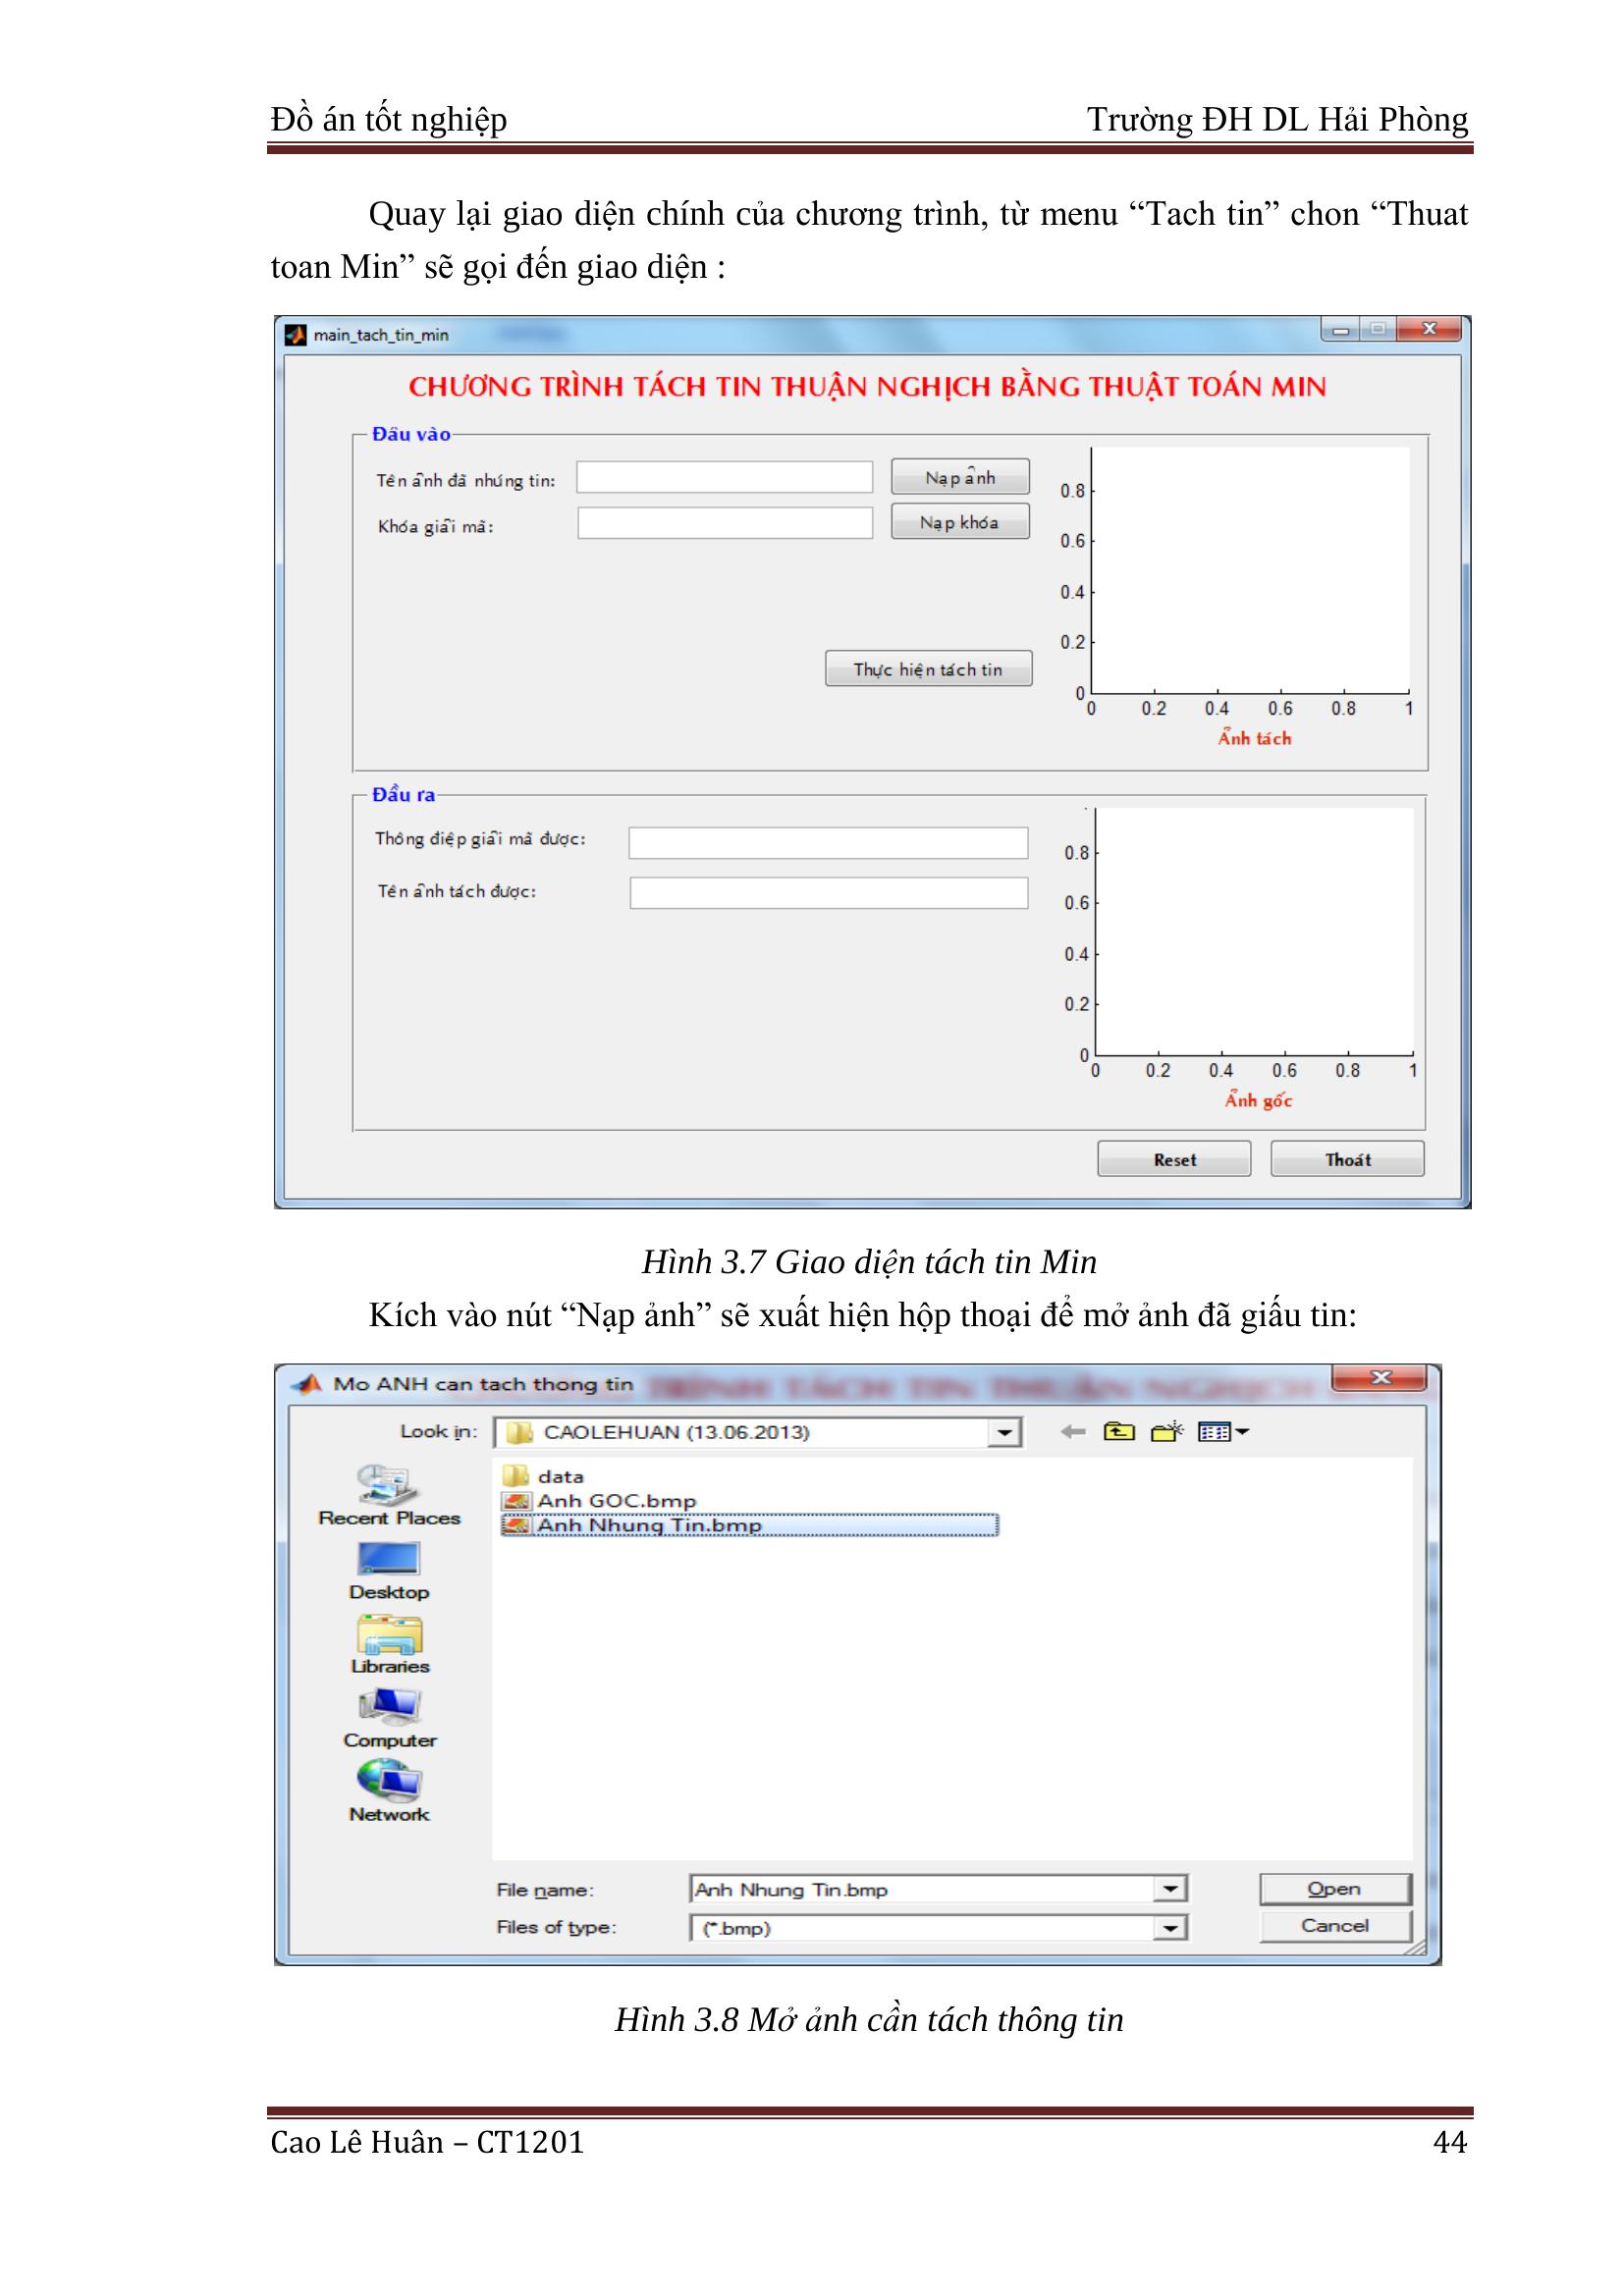 Đồ án tốt nghiệp Trường ĐH DL Hải Phòng
Quay lại giao diện chính của chương trình, từ menu “Tach tin” chon “Thuat
toan Min” sẽ gọi đến giao diện :
main_tach_tin_min
CHƯƠNG TRÌNH TÁCH TIN THUẬN NGHỊCH BẰNG THUẬT TOÁN MIN
Đầu vào
Tên ảnh đã nhúng tin:
Nạp ảnh
Khóa giải mã:
Nạp khóa
Thực hiện tách tin
0.8
0.6
0.4
0.2
0
0 0.2 0.4 0.6 0.8 1
Ảnh tách
Đầu ra
Thông điệp giải mã được:
Tên ảnh tách được:
0.8
0.6
0.4
0.2
0
0 0.2 0.4 0.6 0.8 1
Ảnh gốc
Reset Thoát
Hình 3.7 Giao diện tách tin Min
Kích vào nút “Nạp ảnh” sẽ xuất hiện hộp thoại để mở ảnh đã giấu tin:
Mo ANH can tach thong tin
TRÌNH TÁCH TIN THUẬN NGHỊCH
Look in: CAOLEHUAN (13.06.2013)
data
Anh GOC.bmp
Anh Nhung Tin.bmp
Recent Places
Desktop
Libraries
Computer
Network
File name: Anh Nhung Tin.bmp Open
Files of type: (*.bmp) Cancel
Hình 3.8 Mở ảnh cần tách thông tin
Cao Lê Huân – CT1201 44